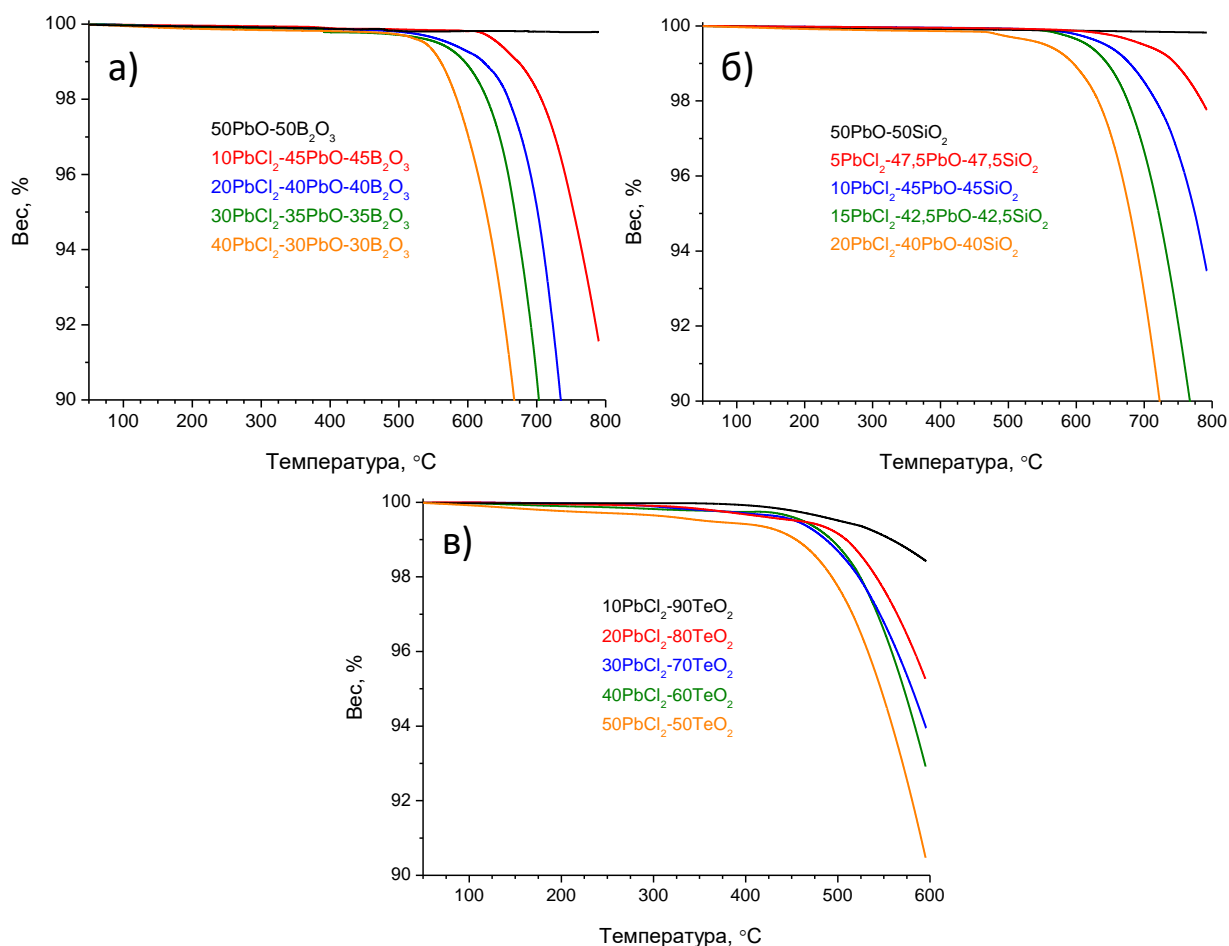 а)
100
98
96
94
92
90
Вес, %
50PbO-50B₂O₃
10PbCl₂-45PbO-45B₂O₃
20PbCl₂-40PbO-40B₂O₃
30PbCl₂-35PbO-35B₂O₃
40PbCl₂-30PbO-30B₂O₃
100 200 300 400 500 600 700 800
Температура, °C
б)
100
98
96
94
92
90
Вес, %
50PbO-50SiO₂
5PbCl₂-47,5PbO-47,5SiO₂
10PbCl₂-45PbO-45SiO₂
15PbCl₂-42,5PbO-42,5SiO₂
20PbCl₂-40PbO-40SiO₂
100 200 300 400 500 600 700 800
Температура, °C
в)
100
98
96
94
92
90
Вес, %
10PbCl₂-90TeO₂
20PbCl₂-80TeO₂
30PbCl₂-70TeO₂
40PbCl₂-60TeO₂
50PbCl₂-50TeO₂
100 200 300 400 500 600
Температура, °C